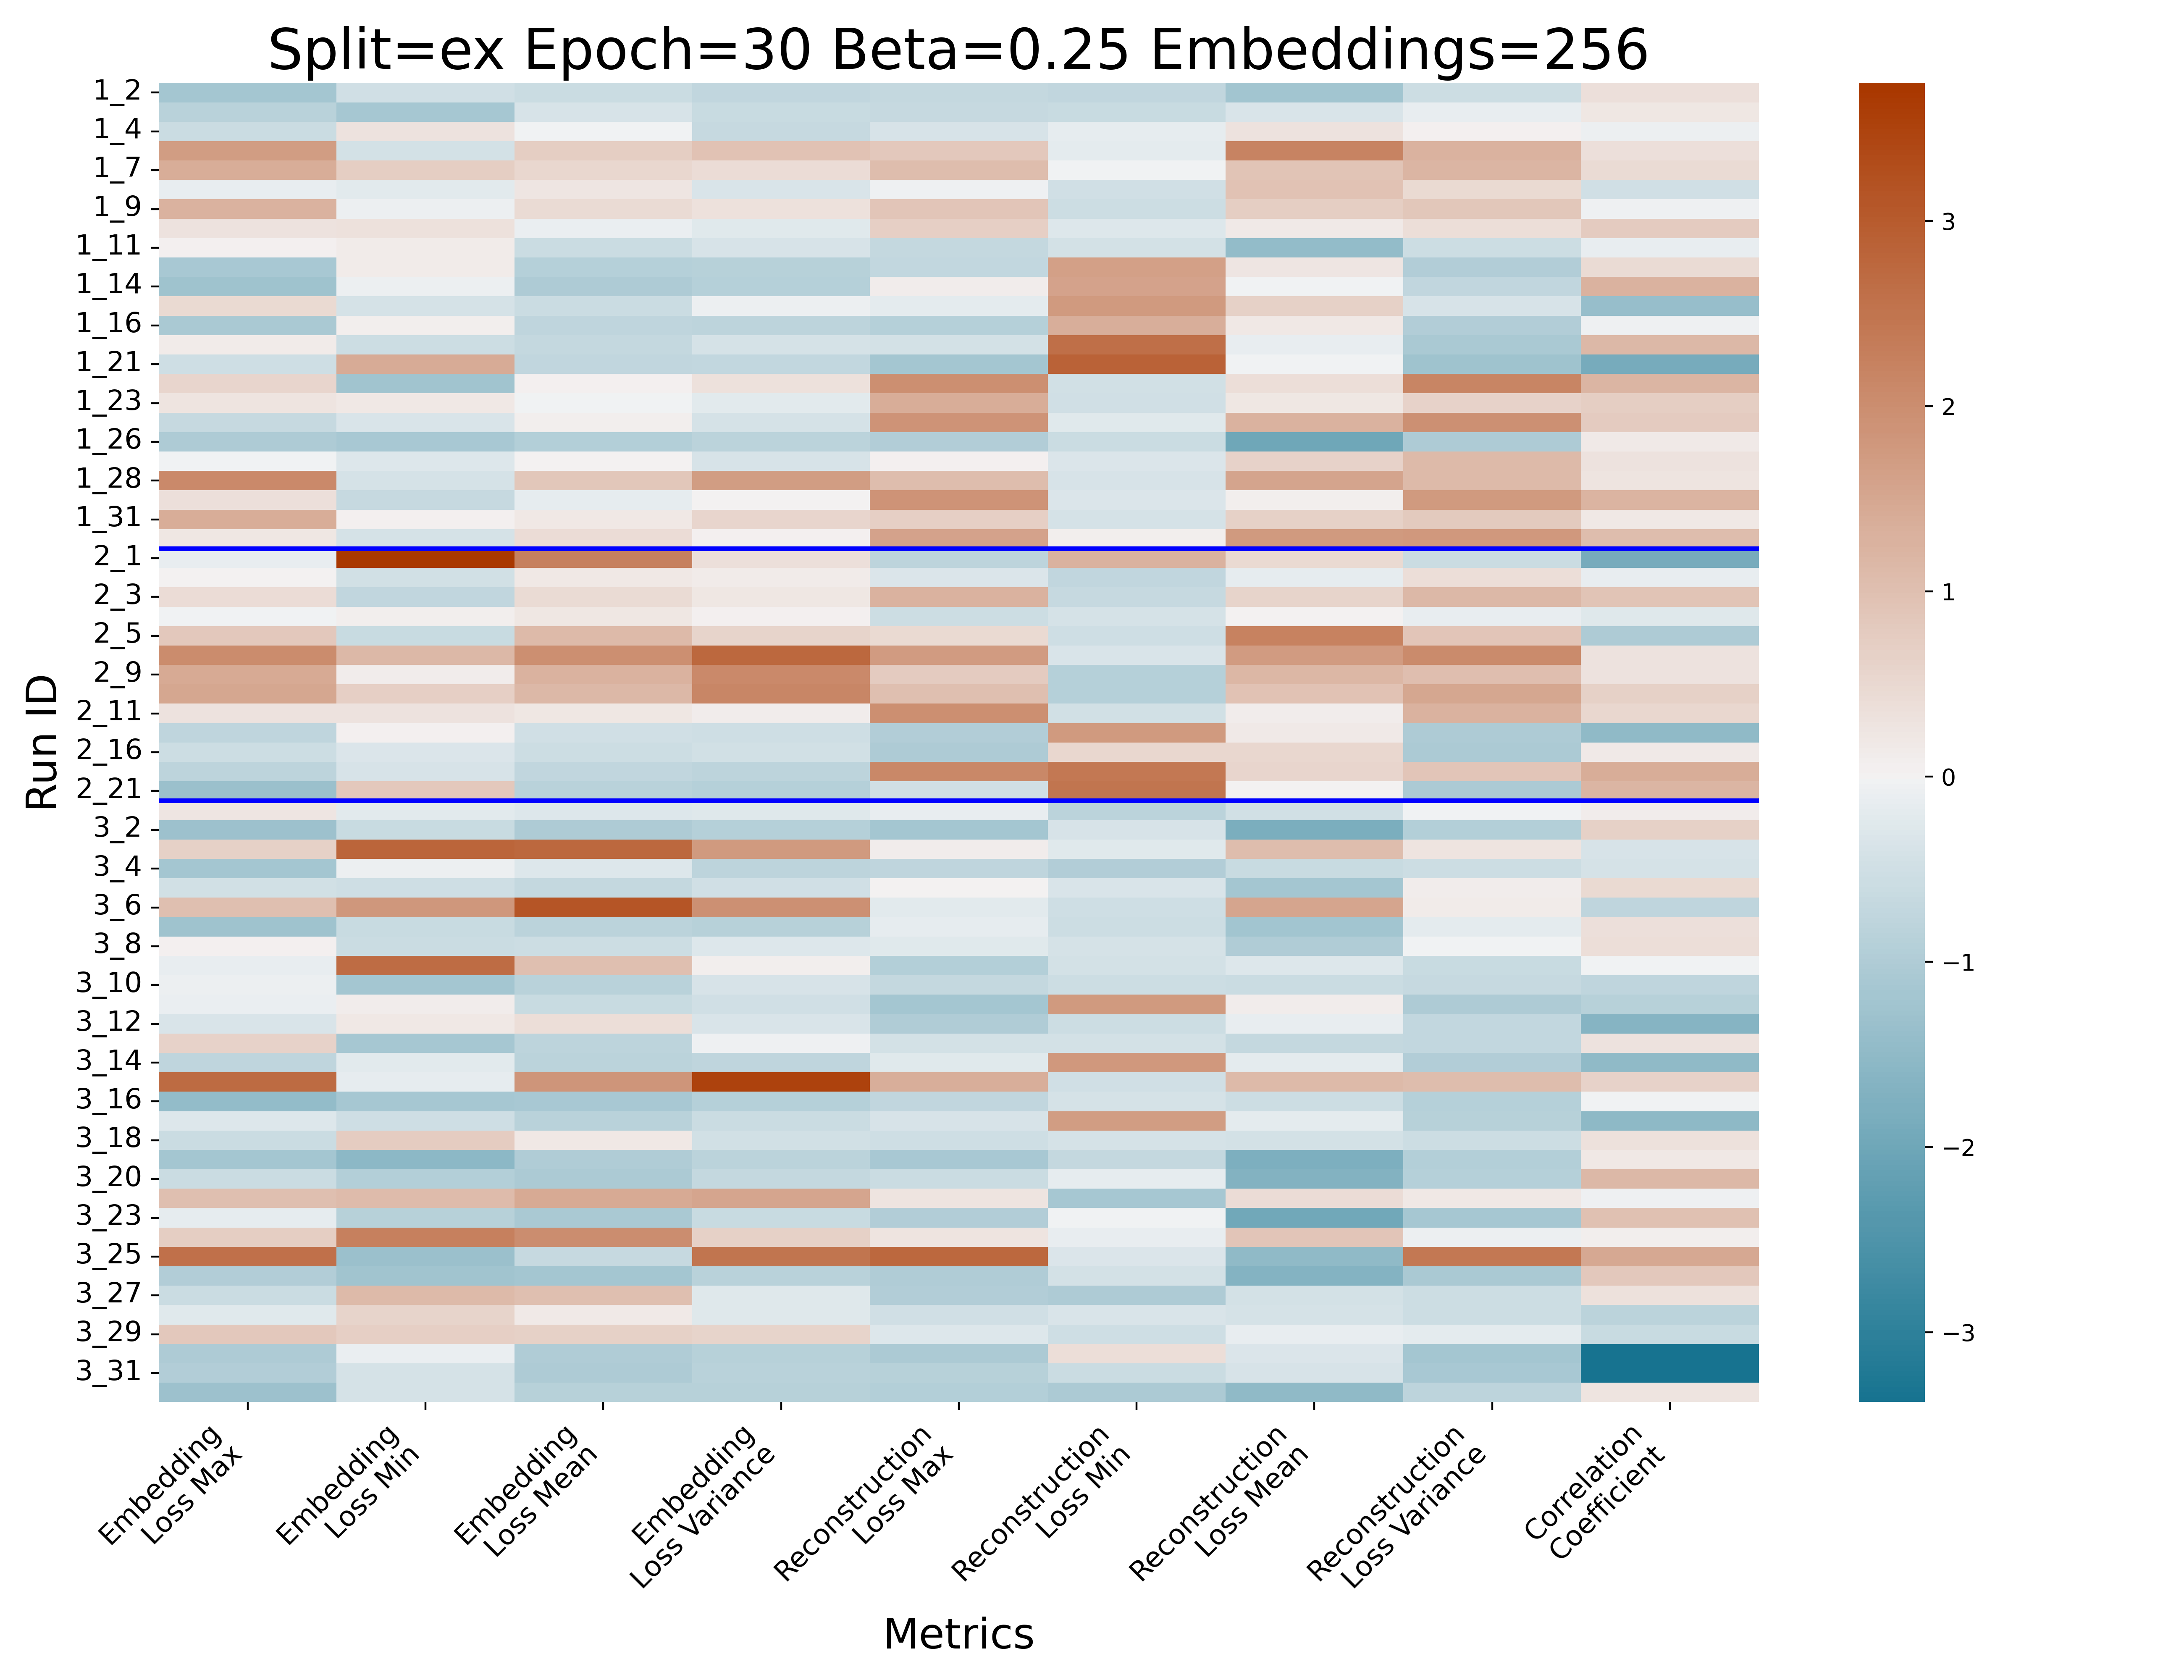 Split=ex Epoch=30 Beta=0.25 Embeddings=256
Run ID
1_2
1_4
1_7
1_9
1_11
1_14
1_16
1_21
1_23
1_26
1_28
1_31
2_1
2_3
2_5
2_9
2_11
2_16
2_21
3_2
3_4
3_6
3_8
3_10
3_12
3_14
3_16
3_18
3_20
3_23
3_25
3_27
3_29
3_31
Embedding
Loss Max
Embedding
Loss Min
Embedding
Loss Mean
Embedding
Loss Variance
Reconstruction
Loss Max
Reconstruction
Loss Min
Reconstruction
Loss Mean
Reconstruction
Loss Variance
Correlation
Coefficient
Metrics
3
2
1
0
−1
−2
−3